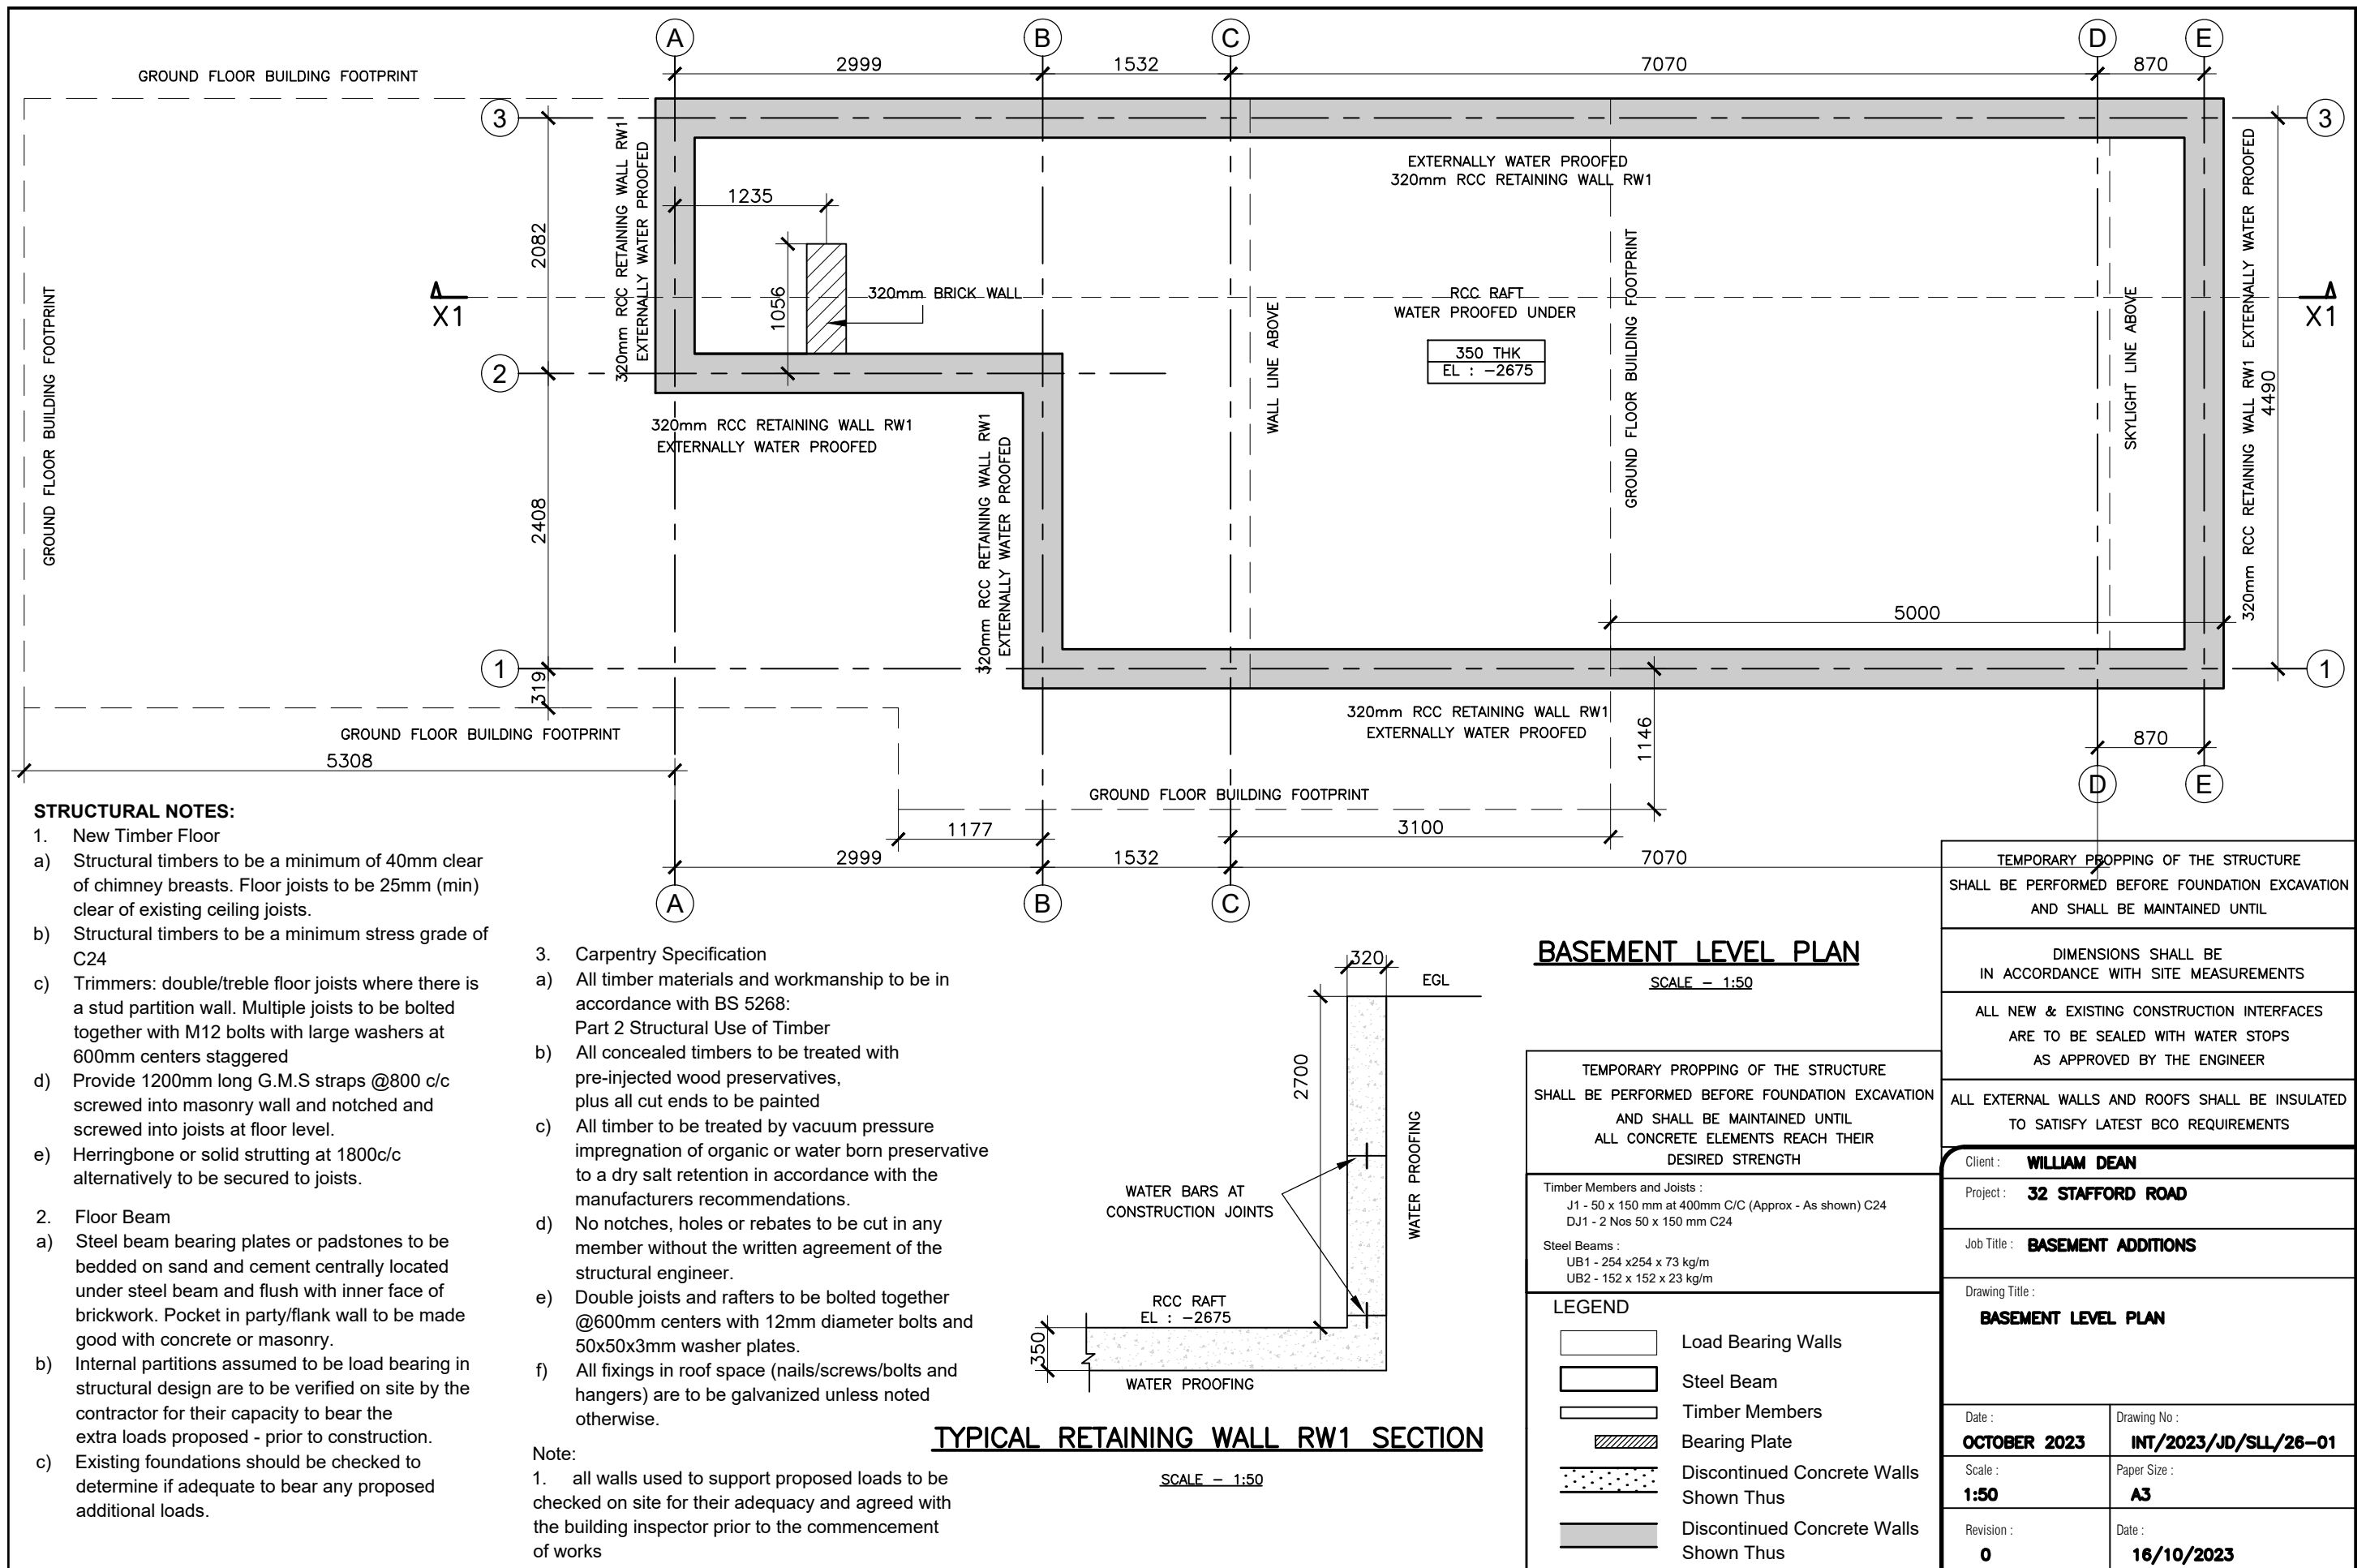 A
B
C
D
E
2999
1532
7070
870
GROUND FLOOR BUILDING FOOTPRINT
3
3
320mm RCC RETAINING WALL RW1
EXTERNALLY WATER PROOFED
EXTERNALLY WATER PROOFED
320mm RCC RETAINING WALL RW1
320mm RCC RETAINING WALL RW1 EXTERNALLY WATER PROOFED
4490
1235
2082
1056
320mm BRICK WALL
X1
X1
RCC RAFT
WATER PROOFED UNDER
350 THK
EL : -2675
GROUND FLOOR BUILDING FOOTPRINT
WALL LINE ABOVE
GROUND FLOOR BUILDING FOOTPRINT
SKYLIGHT LINE ABOVE
2
320mm RCC RETAINING WALL RW1
EXTERNALLY WATER PROOFED
320mm RCC RETAINING WALL RW1
EXTERNALLY WATER PROOFED
2408
5000
1
1
319
320mm RCC RETAINING WALL RW1
EXTERNALLY WATER PROOFED
1146
GROUND FLOOR BUILDING FOOTPRINT
5308
870
D
E
GROUND FLOOR BUILDING FOOTPRINT
1177
3100
2999
1532
7070
A
B
C
STRUCTURAL NOTES:
1. New Timber Floor
a) Structural timbers to be a minimum of 40mm clear
of chimney breasts. Floor joists to be 25mm (min)
clear of existing ceiling joists.
b) Structural timbers to be a minimum stress grade of
C24
c) Trimmers: double/treble floor joists where there is
a stud partition wall. Multiple joists to be bolted
together with M12 bolts with large washers at
600mm centers staggered
d) Provide 1200mm long G.M.S straps @800 c/c
screwed into masonry wall and notched and
screwed into joists at floor level.
e) Herringbone or solid strutting at 1800c/c
alternatively to be secured to joists.
2. Floor Beam
a) Steel beam bearing plates or padstones to be
bedded on sand and cement centrally located
under steel beam and flush with inner face of
brickwork. Pocket in party/flank wall to be made
good with concrete or masonry.
b) Internal partitions assumed to be load bearing in
structural design are to be verified on site by the
contractor for their capacity to bear the
extra loads proposed - prior to construction.
c) Existing foundations should be checked to
determine if adequate to bear any proposed
additional loads.
3. Carpentry Specification
a) All timber materials and workmanship to be in
accordance with BS 5268:
Part 2 Structural Use of Timber
b) All concealed timbers to be treated with
pre-injected wood preservatives,
plus all cut ends to be painted
c) All timber to be treated by vacuum pressure
impregnation of organic or water born preservative
to a dry salt retention in accordance with the
manufacturers recommendations.
d) No notches, holes or rebates to be cut in any
member without the written agreement of the
structural engineer.
e) Double joists and rafters to be bolted together
@600mm centers with 12mm diameter bolts and
50x50x3mm washer plates.
f) All fixings in roof space (nails/screws/bolts and
hangers) are to be galvanized unless noted
otherwise.
Note:
1. all walls used to support proposed loads to be
checked on site for their adequacy and agreed with
the building inspector prior to the commencement
of works
320
EGL
2700
WATER PROOFING
WATER BARS AT
CONSTRUCTION JOINTS
RCC RAFT
EL : -2675
350
WATER PROOFING
TYPICAL RETAINING WALL RW1 SECTION
SCALE - 1:50
BASEMENT LEVEL PLAN
SCALE - 1:50
TEMPORARY PROPPING OF THE STRUCTURE
SHALL BE PERFORMED BEFORE FOUNDATION EXCAVATION
AND SHALL BE MAINTAINED UNTIL
ALL CONCRETE ELEMENTS REACH THEIR
DESIRED STRENGTH
Timber Members and Joists :
J1 - 50 x 150 mm at 400mm C/C (Approx - As shown) C24
DJ1 - 2 Nos 50 x 150 mm C24
Steel Beams :
UB1 - 254 x254 x 73 kg/m
UB2 - 152 x 152 x 23 kg/m
LEGEND
Load Bearing Walls
Steel Beam
Timber Members
Bearing Plate
Discontinued Concrete Walls
Shown Thus
Discontinued Concrete Walls
Shown Thus
TEMPORARY PROPPING OF THE STRUCTURE
SHALL BE PERFORMED BEFORE FOUNDATION EXCAVATION
AND SHALL BE MAINTAINED UNTIL
DIMENSIONS SHALL BE
IN ACCORDANCE WITH SITE MEASUREMENTS
ALL NEW & EXISTING CONSTRUCTION INTERFACES
ARE TO BE SEALED WITH WATER STOPS
AS APPROVED BY THE ENGINEER
ALL EXTERNAL WALLS AND ROOFS SHALL BE INSULATED
TO SATISFY LATEST BCO REQUIREMENTS
Client : WILLIAM DEAN
Project : 32 STAFFORD ROAD
Job Title : BASEMENT ADDITIONS
Drawing Title :
BASEMENT LEVEL PLAN
Date :
OCTOBER 2023
Drawing No :
INT/2023/JD/SLL/26-01
Scale :
1:50
Paper Size :
A3
Revision :
0
Date :
16/10/2023